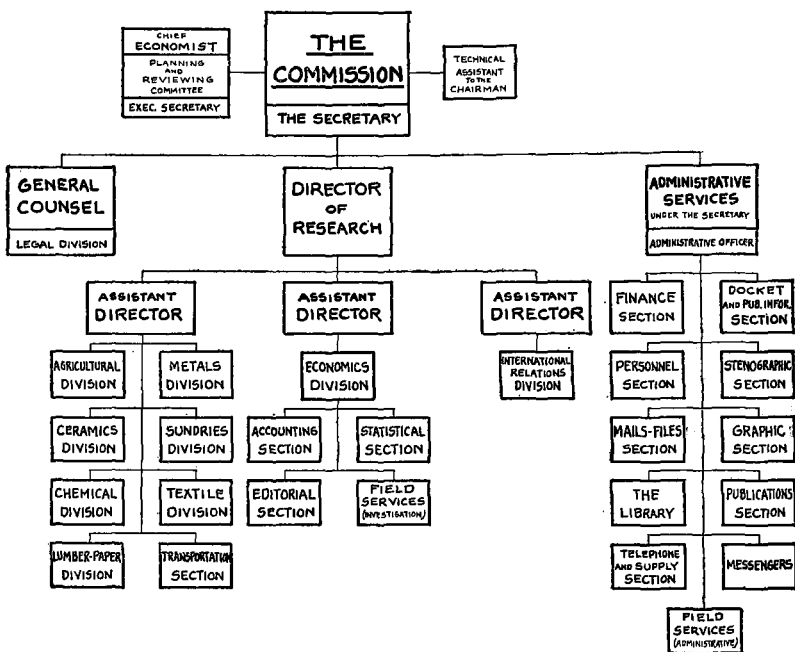 CHIEF
ECONOMIST
PLANNING
AND
REVIEWING
COMMITTEE
EXEC. SECRETARY
THE
COMMISSION
THE SECRETARY
TECHNICAL
ASSISTANT
TO THE
CHAIRMAN
GENERAL
COUNSEL
LEGAL DIVISION
DIRECTOR
OF
RESEARCH
ADMINISTRATIVE
SERVICES
UNDER THE SECRETARY
ADMINISTRATIVE OFFICER
ASSISTANT
DIRECTOR
AGRICULTURAL
DIVISION
METALS
DIVISION
CERAMICS
DIVISION
SUNDRIES
DIVISION
CHEMICAL
DIVISION
TEXTILE
DIVISION
LUMBER-PAPER
DIVISION
TRANSPORTATION
SECTION
ASSISTANT
DIRECTOR
ECONOMICS
DIVISION
ACCOUNTING
SECTION
STATISTICAL
SECTION
EDITORIAL
SECTION
FIELD
SERVICES
(INVESTIGATION)
ASSISTANT
DIRECTOR
INTERNATIONAL
RELATIONS
DIVISION
FINANCE
SECTION
DOCKET
AND PUB. INFOR.
SECTION
PERSONNEL
SECTION
STENOGRAPHIC
SECTION
MAILS-FILES
SECTION
GRAPHIC
SECTION
THE
LIBRARY
PUBLICATIONS
SECTION
TELEPHONE
AND SUPPLY
SECTION
MESSENGERS
FIELD
SERVICES
(ADMINISTRATIVE)